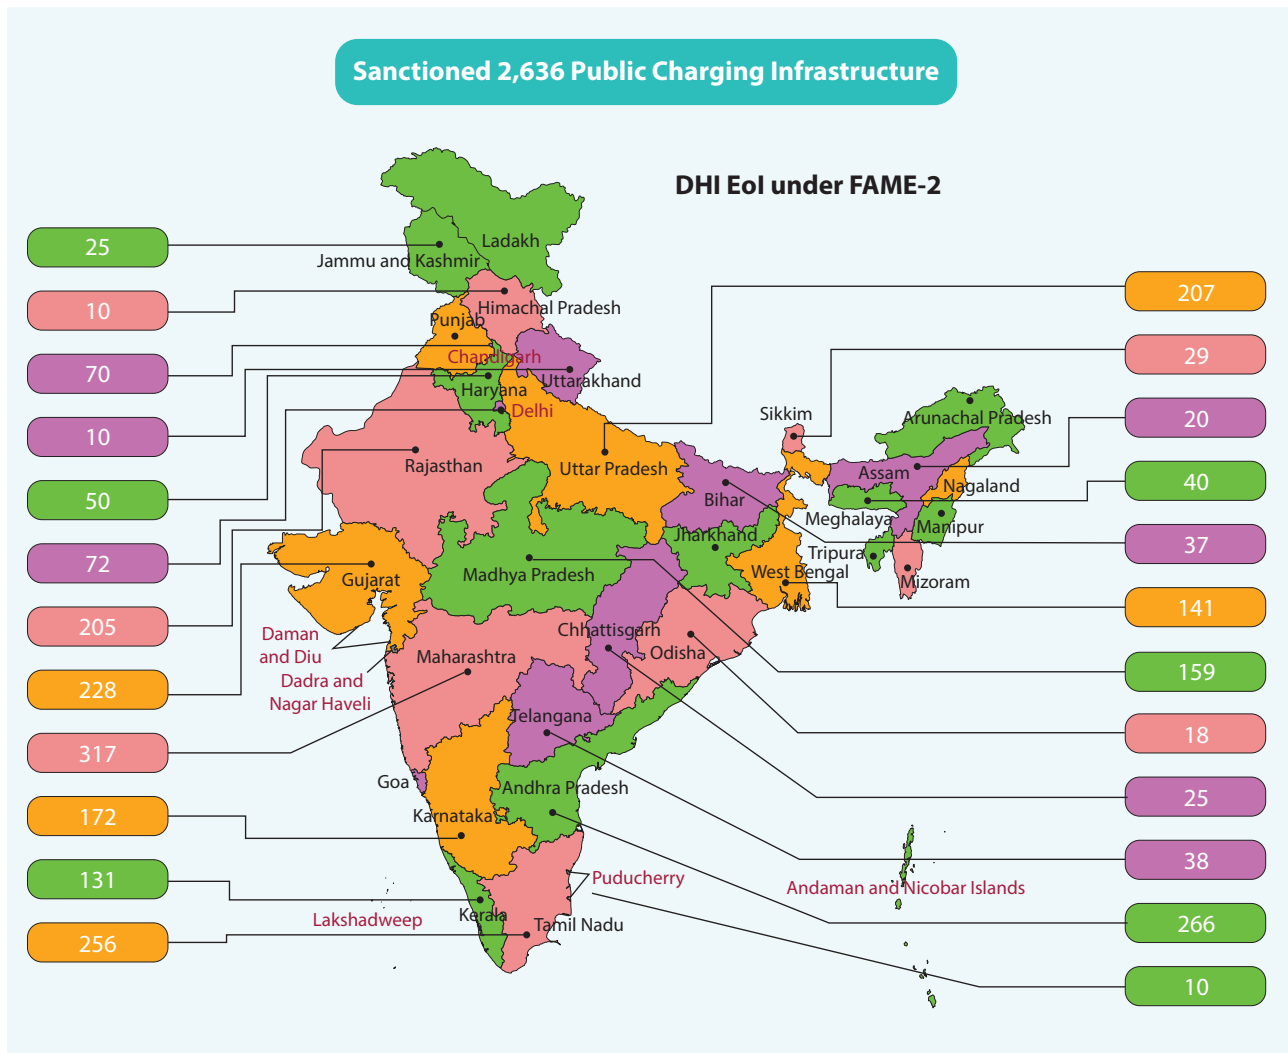 Sanctioned 2,636 Public Charging Infrastructure
DHI EoI under FAME-2
25
10
70
10
50
72
205
228
317
172
131
256
Ladakh
Jammu and Kashmir
Himachal Pradesh
Punjab
Chandigarh
Uttarakhand
Haryana
Delhi
Rajasthan
Uttar Pradesh
Sikkim
Arunachal Pradesh
Assam
Nagaland
Bihar
Meghalaya
Manipur
Jharkhand
Tripura
West Bengal
Mizoram
Gujarat
Madhya Pradesh
Daman
and Diu
Dadra and
Nagar Haveli
Chhattisgarh
Odisha
Maharashtra
Telangana
Goa
Andhra Pradesh
Karnataka
Puducherry
Andaman and Nicobar Islands
Lakshadweep
Kerala
Tamil Nadu
207
29
20
40
37
141
159
18
25
38
266
10